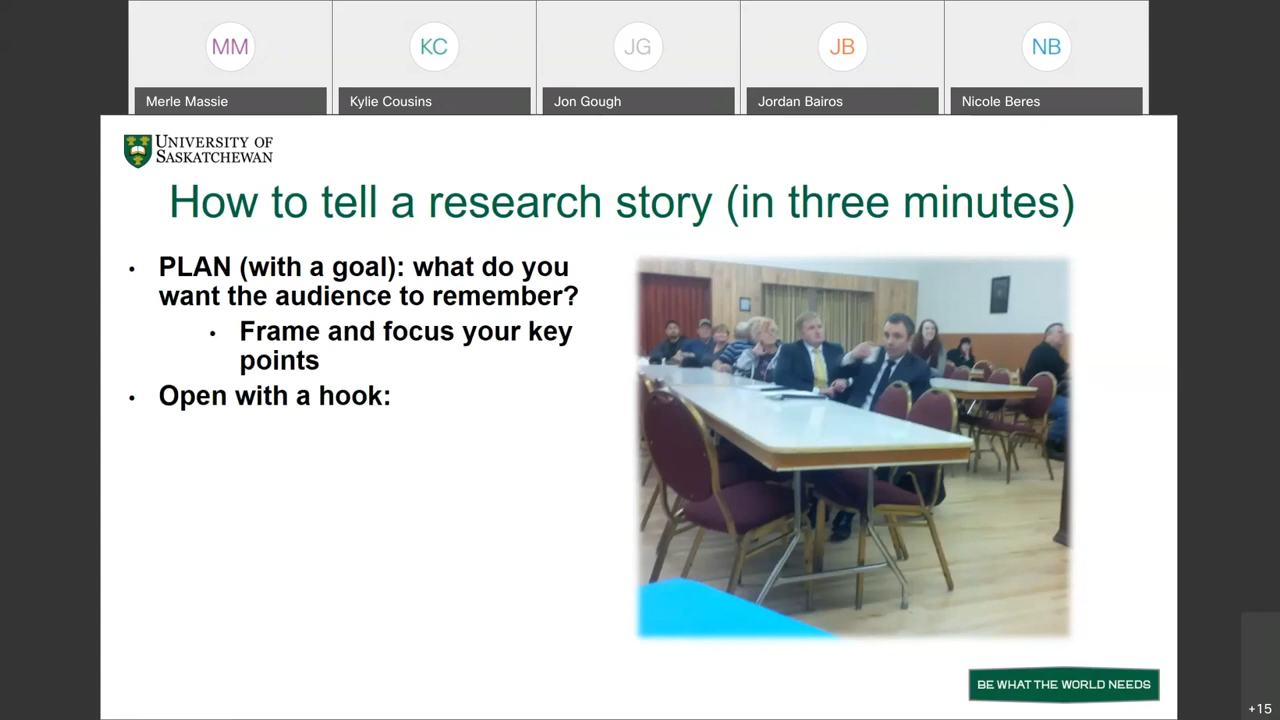 MM
KC
JG
JB
NB
Merle Massie
Kylie Cousins
Jon Gough
Jordan Bairos
Nicole Beres
UNIVERSITY OF
SASKATCHEWAN
How to tell a research story (in three minutes)
• PLAN (with a goal): what do you
want the audience to remember?
• Frame and focus your key
points
• Open with a hook:
BE WHAT THE WORLD NEEDS
+15